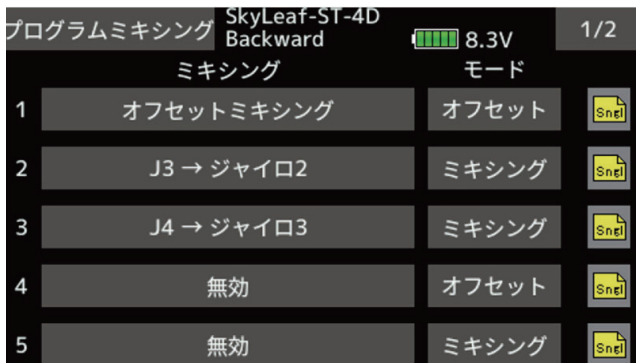 プログラムミキシング SkyLeaf-ST-4D
Backward 8.3V 1/2
ミキシング モード
1 オフセットミキシング オフセット Sngl
2 J3 → ジャイロ2 ミキシング Sngl
3 J4 → ジャイロ3 ミキシング Sngl
4 無効 オフセット Sngl
5 無効 ミキシング Sngl